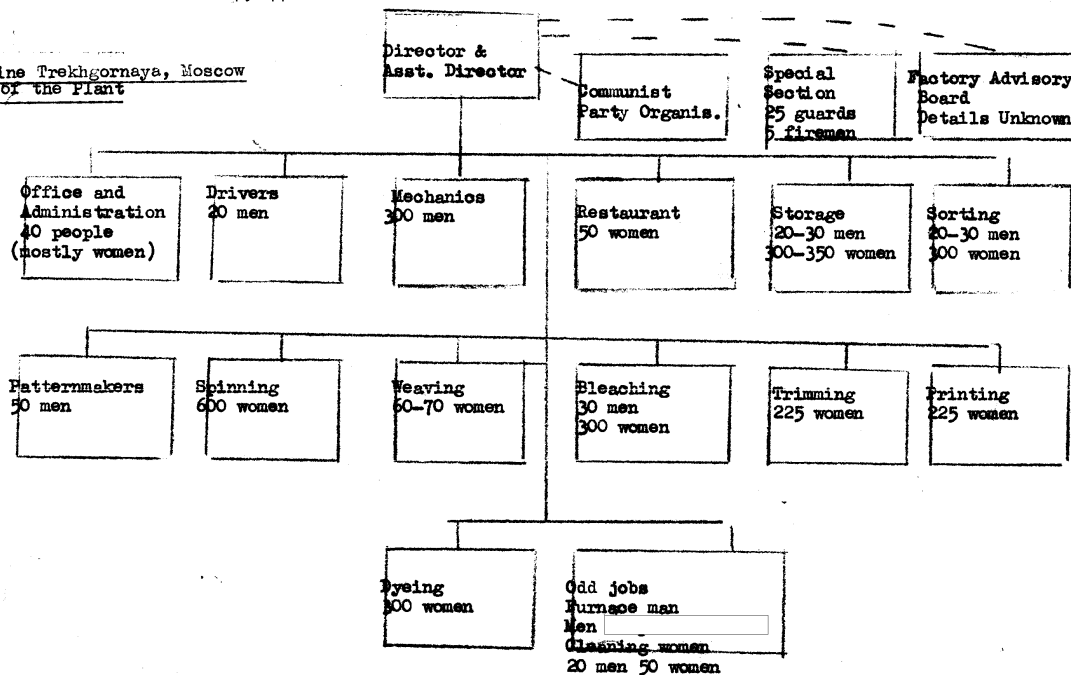 ine Trekhgornaya, Moscow
of the Plant
Director &
Asst. Director
Communist
Party Organis.
Special
Section
25 guards
5 fireman
Factory Advisory
Board
Details Unknown
Office and
Administration
40 people
(mostly women)
Drivers
20 men
Mechanics
300 men
Restaurant
50 women
Storage
20-30 men
300-350 women
Sorting
20-30 men
300 women
Patternmakers
50 men
Spinning
600 women
Weaving
60-70 women
Bleaching
30 men
300 women
Trimming
225 women
Printing
225 women
Dyeing
300 women
Odd jobs
Furnace man
Men
Cleaning women
20 men 50 women